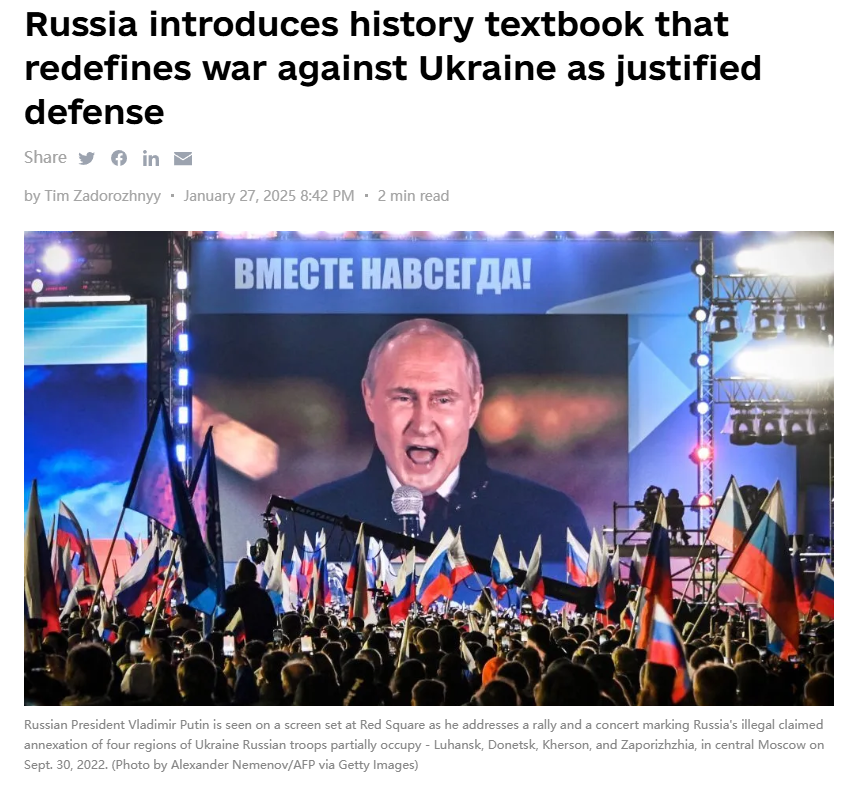 Russia introduces history textbook that
redefines war against Ukraine as justified
defense
Share
by Tim Zadorozhnyy • January 27, 2025 8:42 PM • 2 min read
ВМЕСТЕ НАВСЕГДА!
Russian President Vladimir Putin is seen on a screen set at Red Square as he addresses a rally and a concert marking Russia's illegal claimed
annexation of four regions of Ukraine Russian troops partially occupy - Luhansk, Donetsk, Kherson, and Zaporizhzhia, in central Moscow on
Sept. 30, 2022. (Photo by Alexander Nemenov/AFP via Getty Images)